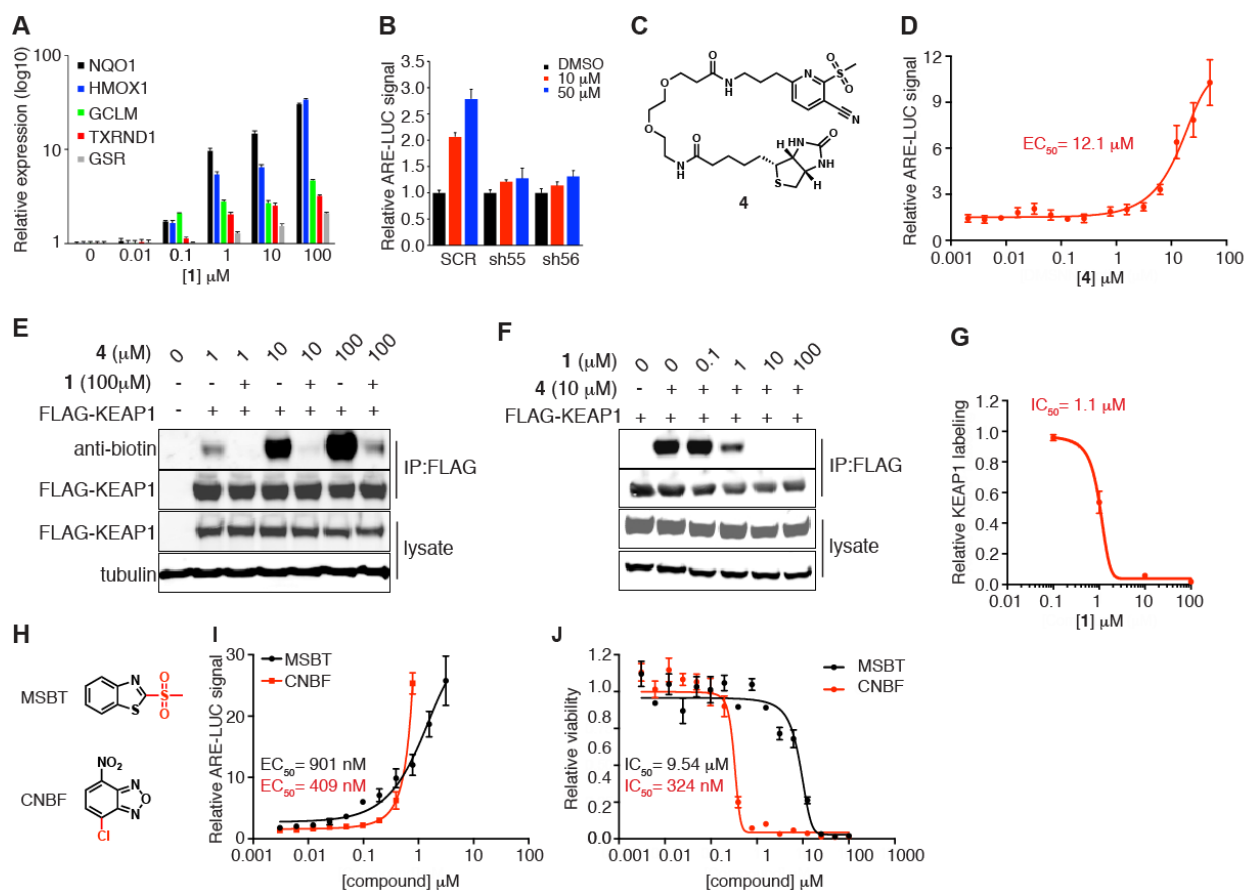 A
Relative expression (log10)
100
10
1
NQO1
HMOX1
GCLM
TXRND1
GSR
0 0.01 0.1 1 10 100
[1] μM
B
Relative ARE-LUC signal
3.5
3.0
2.5
2.0
1.5
1.0
0.5
0.0
DMSO
10 μM
50 μM
SCR sh55 sh56
C
O
N
H
N
O
S
O
O
N
O
O
NH
O
HN
NH
H
H
S
4
D
Relative ARE-LUC signal
12
9
6
3
0
EC50= 12.1 μM
0.001 0.01 0.1 1 10 100
[4] μM
E
4 (μM) 0 1 1 10 10 100 100
1 (100μM) - - + - + - +
FLAG-KEAP1 - + + + + + +
anti-biotin
FLAG-KEAP1
IP:FLAG
FLAG-KEAP1
tubulin
lysate
F
1 (μM) 0 0 0.1 1 10 100
4 (10 μM) - + + + + +
FLAG-KEAP1 + + + + + +
IP:FLAG
lysate
G
Relative KEAP1 labeling
1.2
1.0
0.8
0.6
0.4
0.2
0.0
IC50= 1.1 μM
0.01 0.1 1 10 100
[1] μM
H
MSBT
N
S
O
S
O
CNBF
NO2
N
O
N
Cl
I
Relative ARE-LUC signal
30
20
10
0
MSBT
CNBF
EC50= 901 nM
EC50= 409 nM
0.001 0.01 0.1 1 10 100
[compound] μM
J
Relative viability
1.2
1.0
0.8
0.6
0.4
0.2
0.0
MSBT
CNBF
IC50= 9.54 μM
IC50= 324 nM
0.001 0.01 0.1 1 10 100 1000
[compound] μM